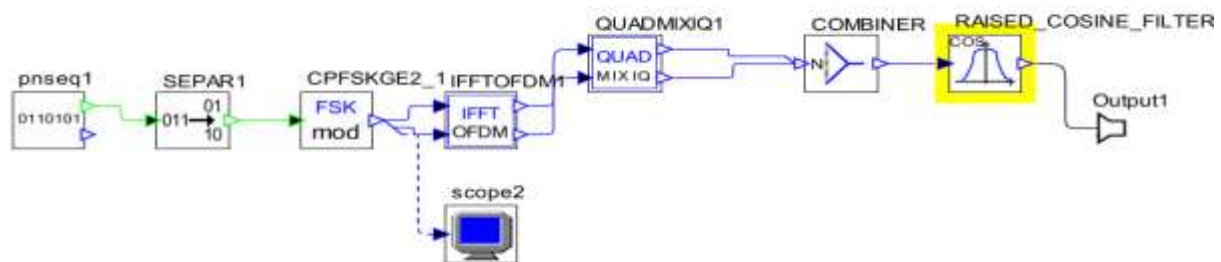 QUADMIXIQ1
COMBINER
RAISED_COSINE_FILTER
pnseq1
SEPAR1
CPFSKGE2_1
IFFTOFDM1
QUAD
MIXIQ
N
COS
Output1
0110101
01
011
10
FSK
mod
IFFT
OFDM
scope2